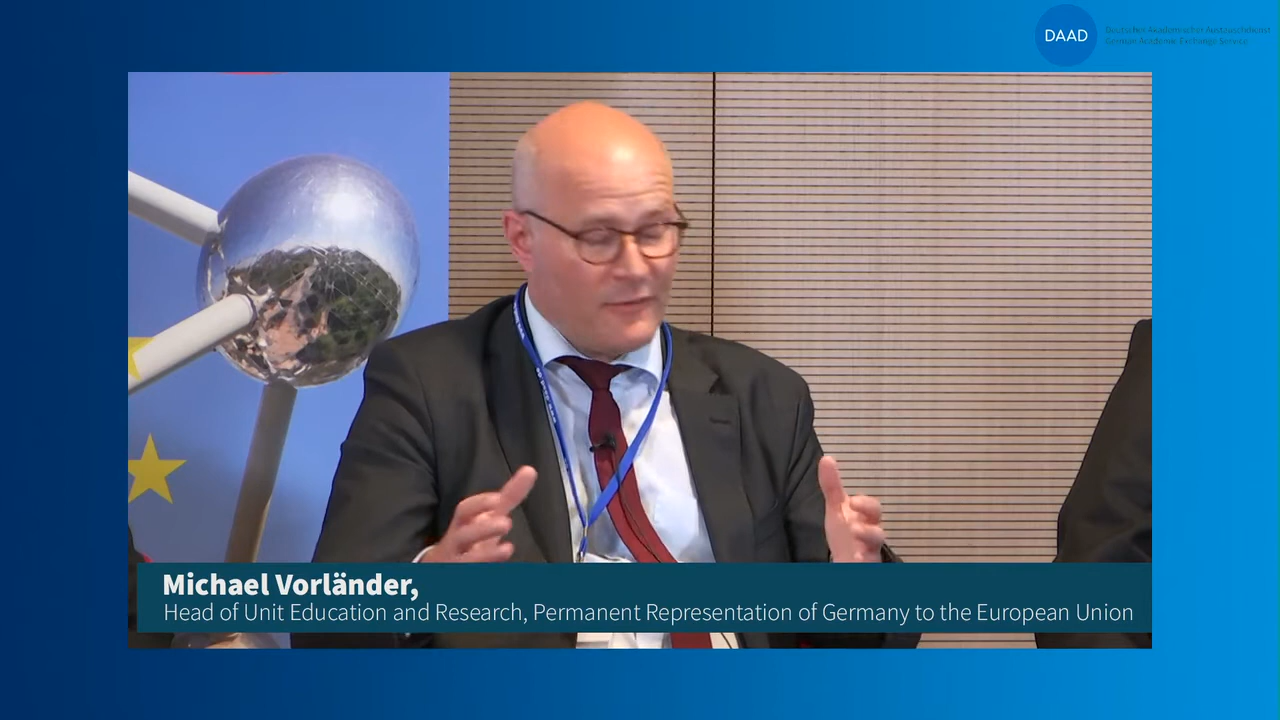 DAAD
Deutscher Akademischer Austauschdienst
German Academic Exchange Service
Michael Vorländer,
Head of Unit Education and Research, Permanent Representation of Germany to the European Union